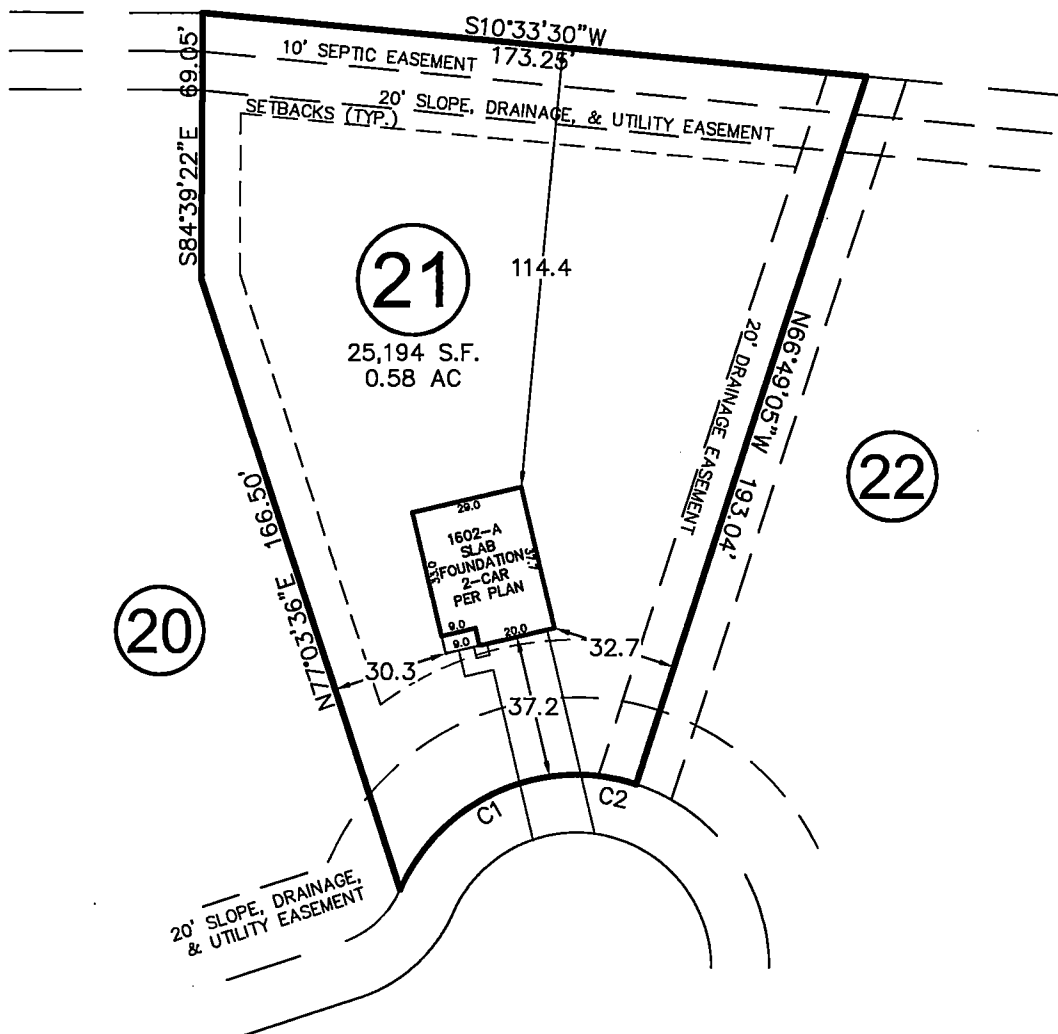 S10°33'30"W
173.25'
10' SEPTIC EASEMENT
20' SLOPE, DRAINAGE, & UTILITY EASEMENT
SETBACKS (TYP.)
S84°39'22"E 69.05'
21
25,194 S.F.
0.58 AC
114.4
20' DRAINAGE EASEMENT
N66°49'05"W 193.04'
22
29.0
1602-A
SLAB
FOUNDATION
2-CAR
PER PLAN
37.7
9.0
9.0
20.0
N77°03'36"E 166.50'
20
30.3
32.7
37.2
C1
C2
20' SLOPE, DRAINAGE,
& UTILITY EASEMENT